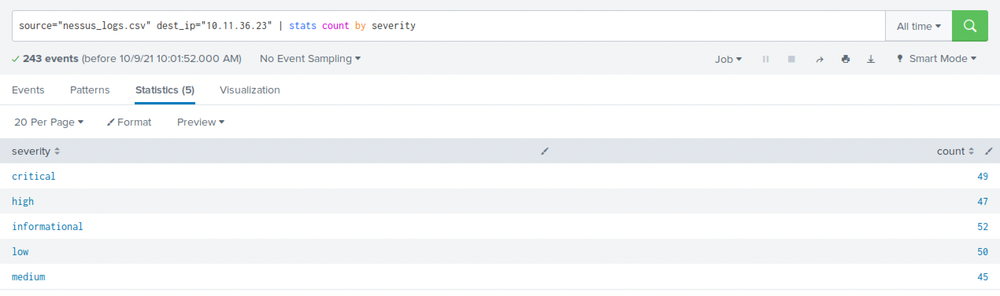 source="nessus_logs.csv" dest_ip="10.11.36.23" | stats count by severity All time
243 events (before 10/9/21 10:01:52.000 AM) No Event Sampling Job Smart Mode
Events Patterns Statistics (5) Visualization
20 Per Page Format Preview
severity count
critical 49
high 47
informational 52
low 50
medium 45